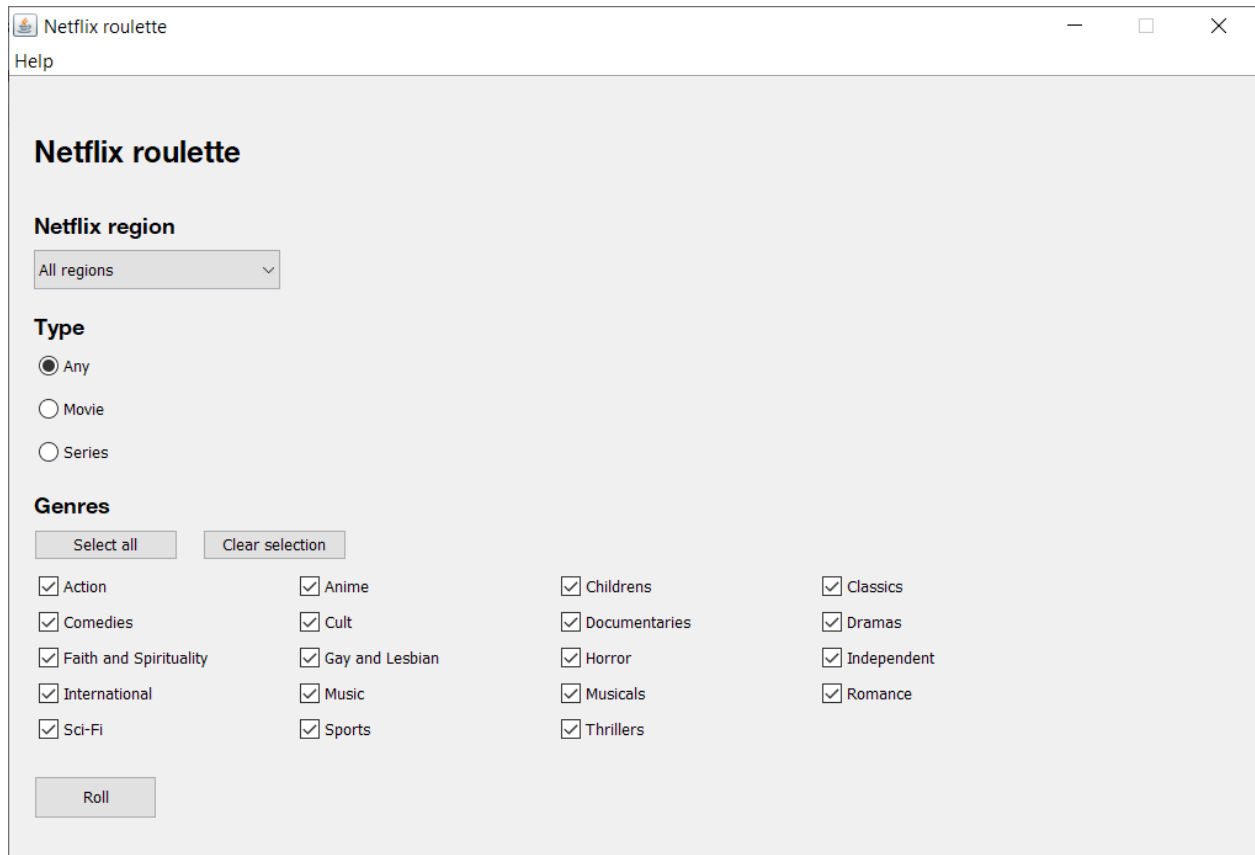 Netflix roulette
Help
Netflix roulette
Netflix region
All regions
Type
Any
Movie
Series
Genres
Select all Clear selection
Action Anime Childrens Classics
Comedies Cult Documentaries Dramas
Faith and Spirituality Gay and Lesbian Horror Independent
International Music Musicals Romance
Sci-Fi Sports Thrillers
Roll